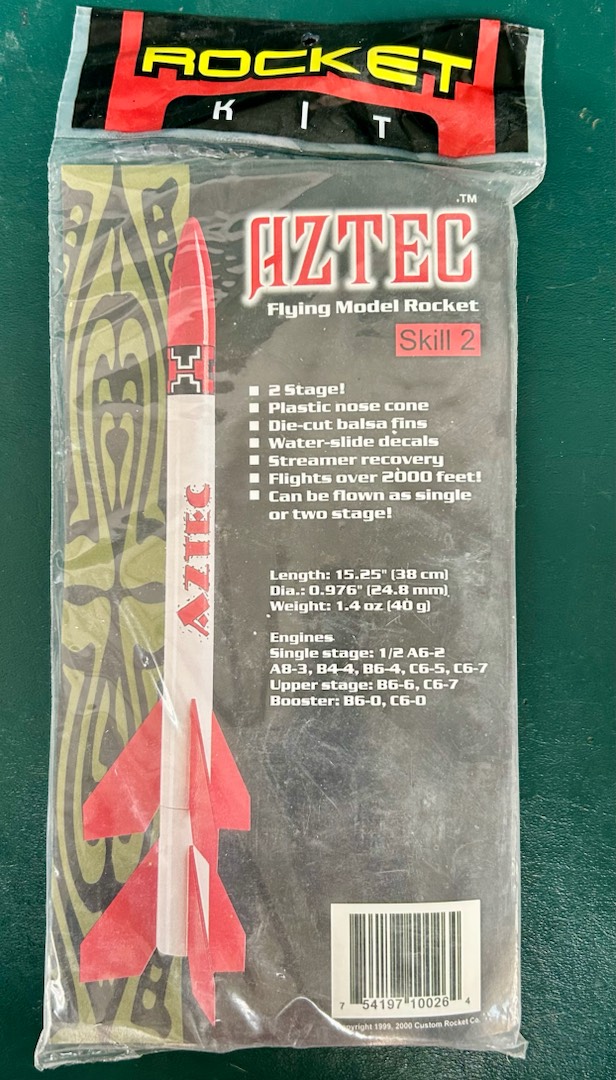 ROCKET
KIT
AZTEC™
Flying Model Rocket
Skill 2
■ 2 Stage!
■ Plastic nose cone
■ Die-cut balsa fins
■ Water-slide decals
■ Streamer recovery
■ Flights over 2000 feet!
■ Can be flown as single
or two stage!
AZTEC
Length: 15.25" (38 cm)
Dia.: 0.976" (24.8 mm)
Weight: 1.4 oz (40 g)
Engines
Single stage: 1/2 A6-2
A8-3, B4-4, B6-4, C6-5, C6-7
Upper stage: B6-6, C6-7
Booster: B6-0, C6-0
7 54197 10026 4
opyright 1999, 2000 Custom Rocket Co.